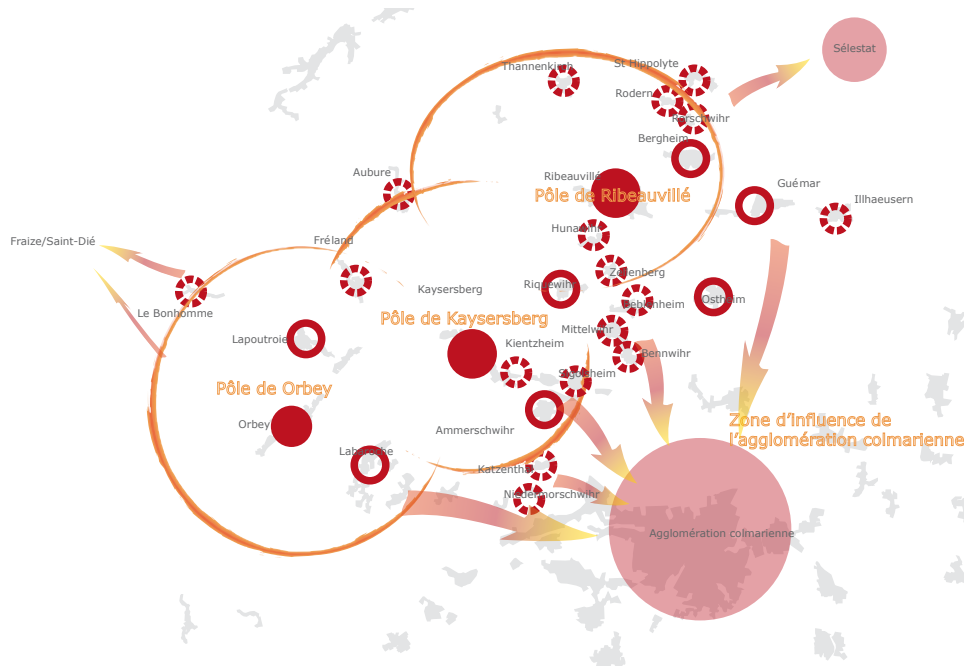 Sélestat
Thannenkirch
St Hippolyte
Rodern
Rorschwihr
Bergheim
Aubure
Ribeauvillé
Pôle de Ribeauvillé
Guémar
Illhaeusern
Hunawihr
Fraize/Saint-Dié
Fréland
Zellenberg
Kaysersberg
Riquewihr
Beblenheim
Ostheim
Le Bonhomme
Pôle de Kaysersberg
Mittelwihr
Lapoutroie
Kientzheim
Bennwihr
Sigolsheim
Pôle de Orbey
Orbey
Ammerschwihr
Zone d'influence de
l'agglomération colmarienne
Labaroche
Katzenthal
Niedermorschwihr
Agglomération colmarienne